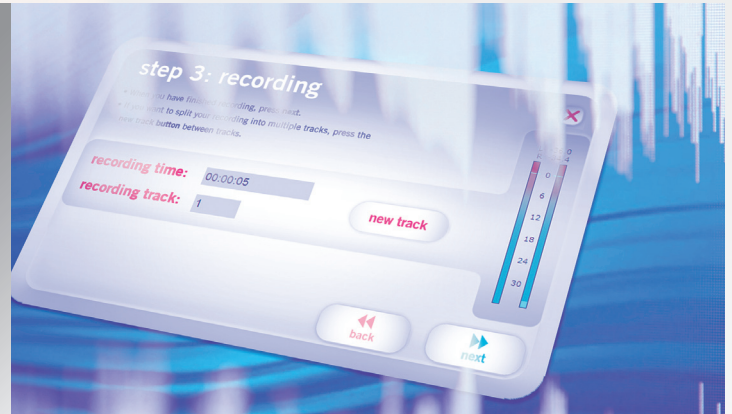 step 3: recording
• When you have finished recording, press next.
• If you want to split your recording into multiple tracks, press the
new track button between tracks.
recording time: 00:00:05
recording track: 1
new track
0
6
12
18
24
30
back
next